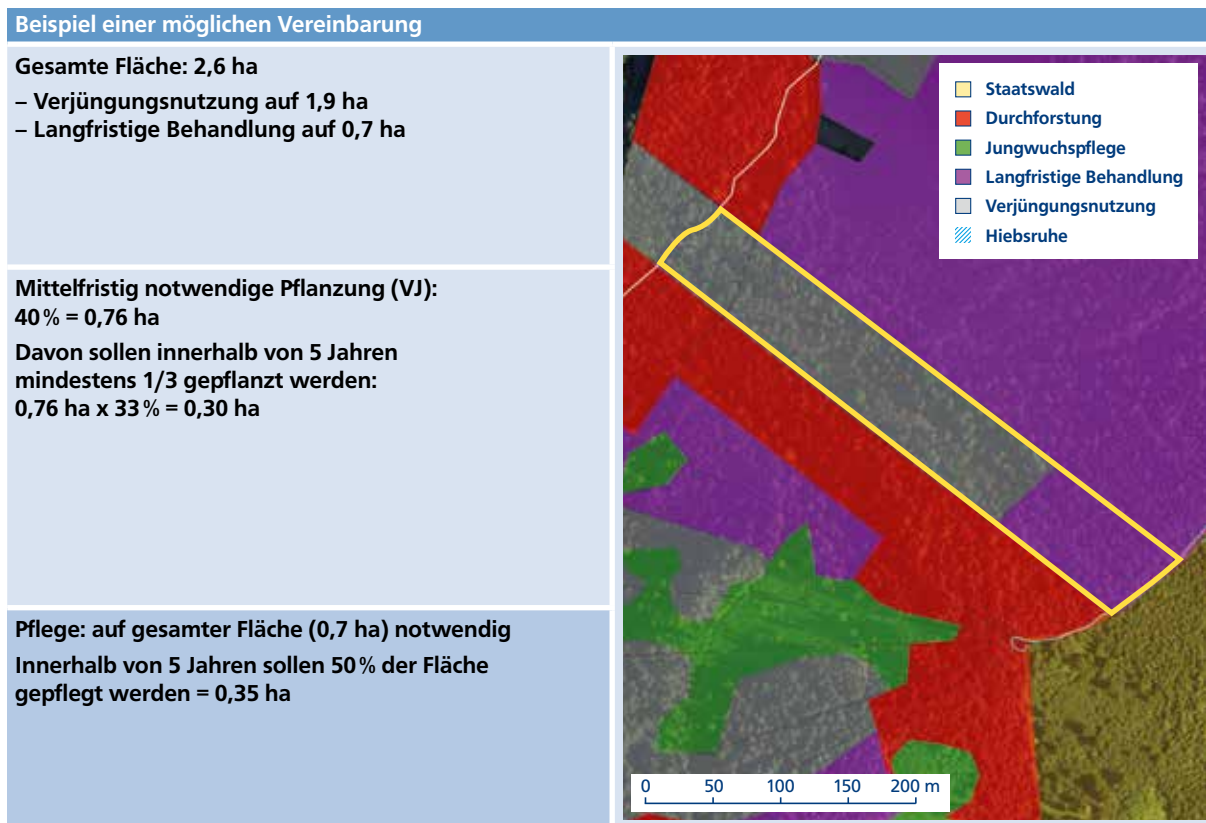 Beispiel einer möglichen Vereinbarung
Gesamte Fläche: 2,6 ha
– Verjüngungsnutzung auf 1,9 ha
– Langfristige Behandlung auf 0,7 ha
Mittelfristig notwendige Pflanzung (VJ):
40 % = 0,76 ha
Davon sollen innerhalb von 5 Jahren
mindestens 1/3 gepflanzt werden:
0,76 ha x 33 % = 0,30 ha
Pflege: auf gesamter Fläche (0,7 ha) notwendig
Innerhalb von 5 Jahren sollen 50 % der Fläche
gepflegt werden = 0,35 ha
Staatswald
Durchforstung
Jungwuchspflege
Langfristige Behandlung
Verjüngungsnutzung
Hiebsruhe
0 50 100 150 200 m